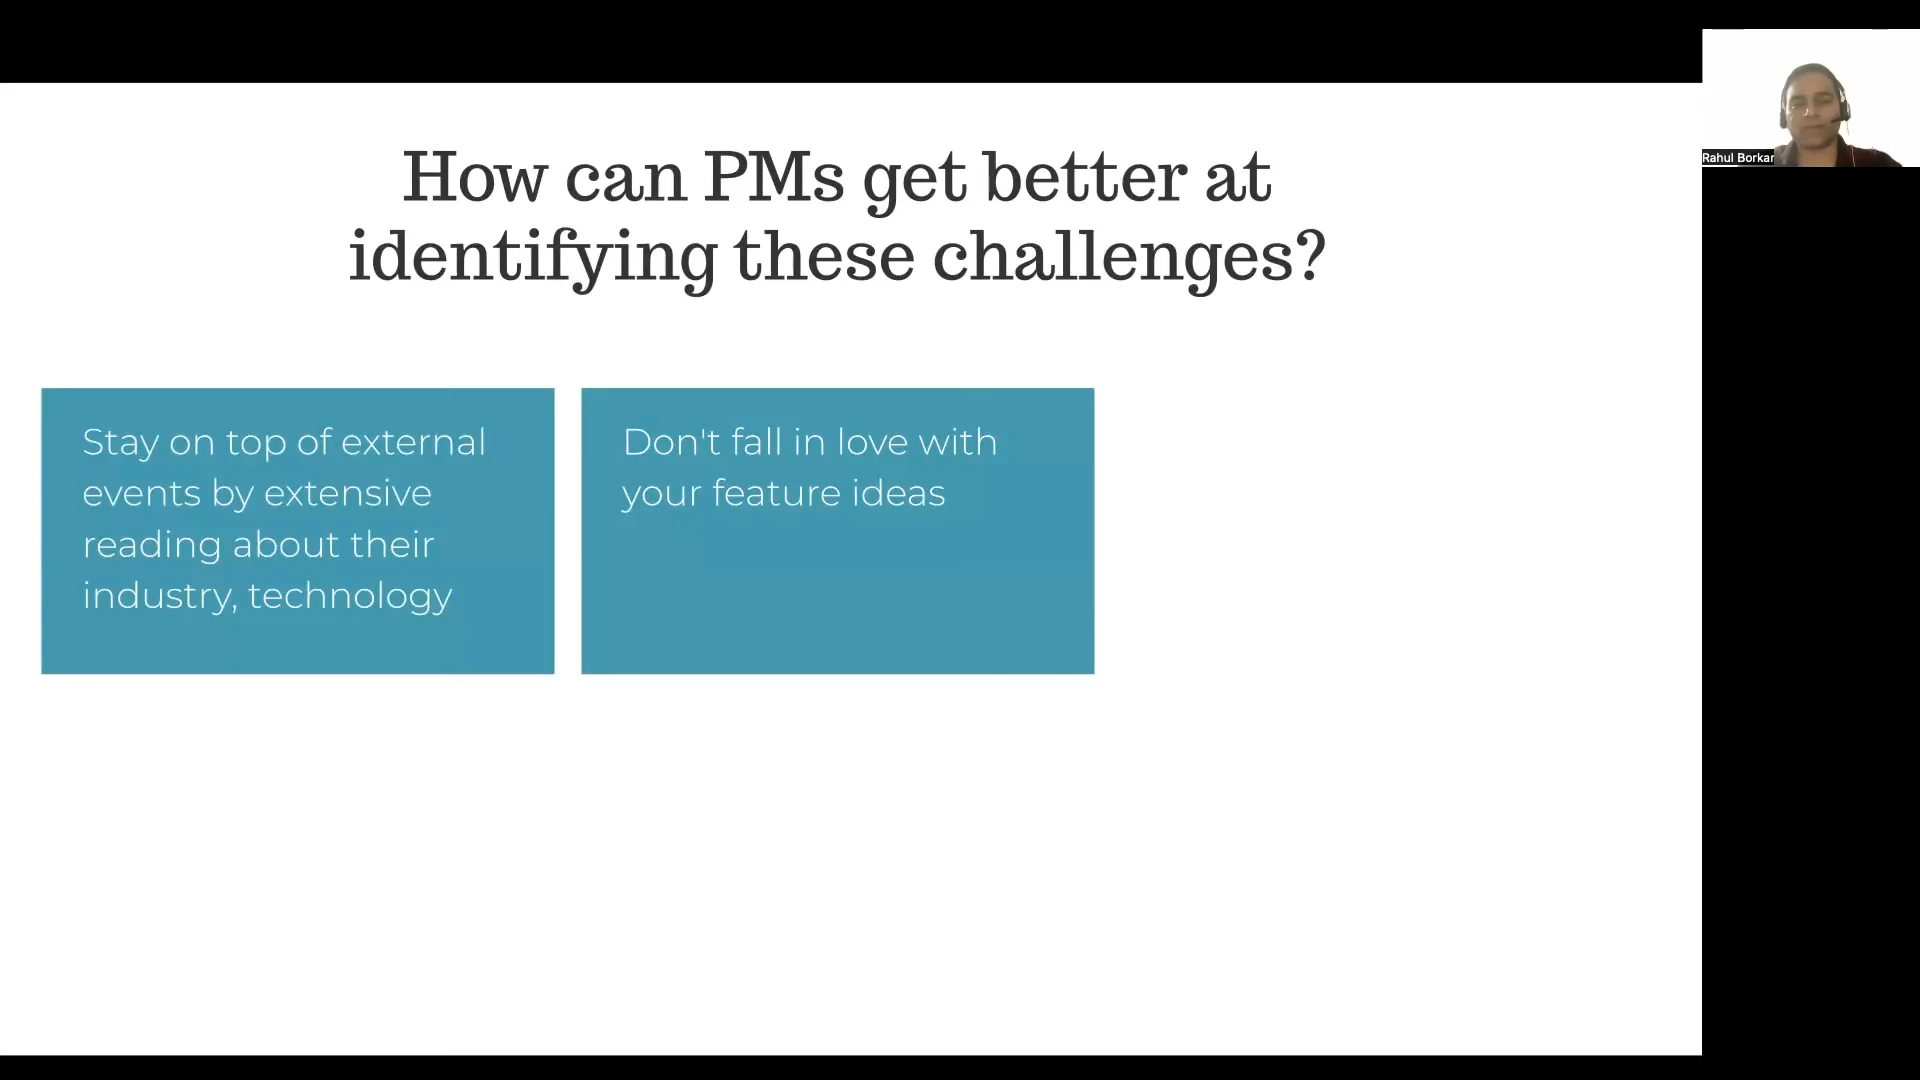 How can PMs get better at
identifying these challenges?
Stay on top of external
events by extensive
reading about their
industry, technology
Don't fall in love with
your feature ideas
Rahul Borkar